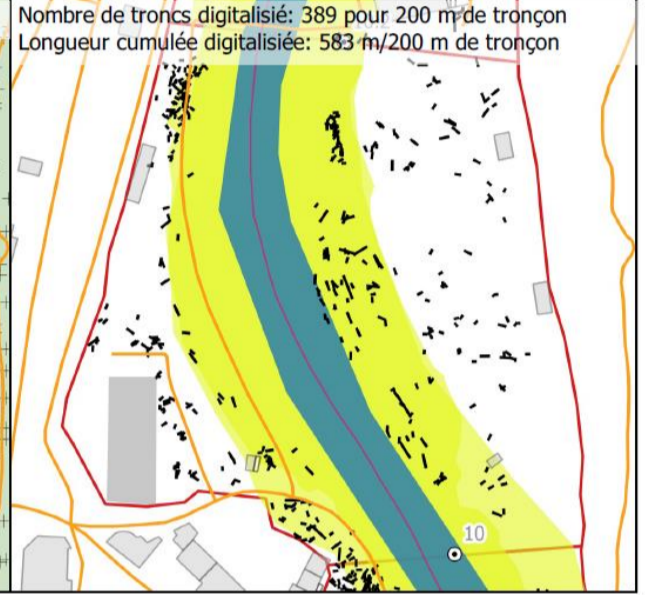 Nombre de troncs digitalisié: 389 pour 200 m de tronçon
Longueur cumulée digitalisiée: 583 m/200 m de tronçon
10